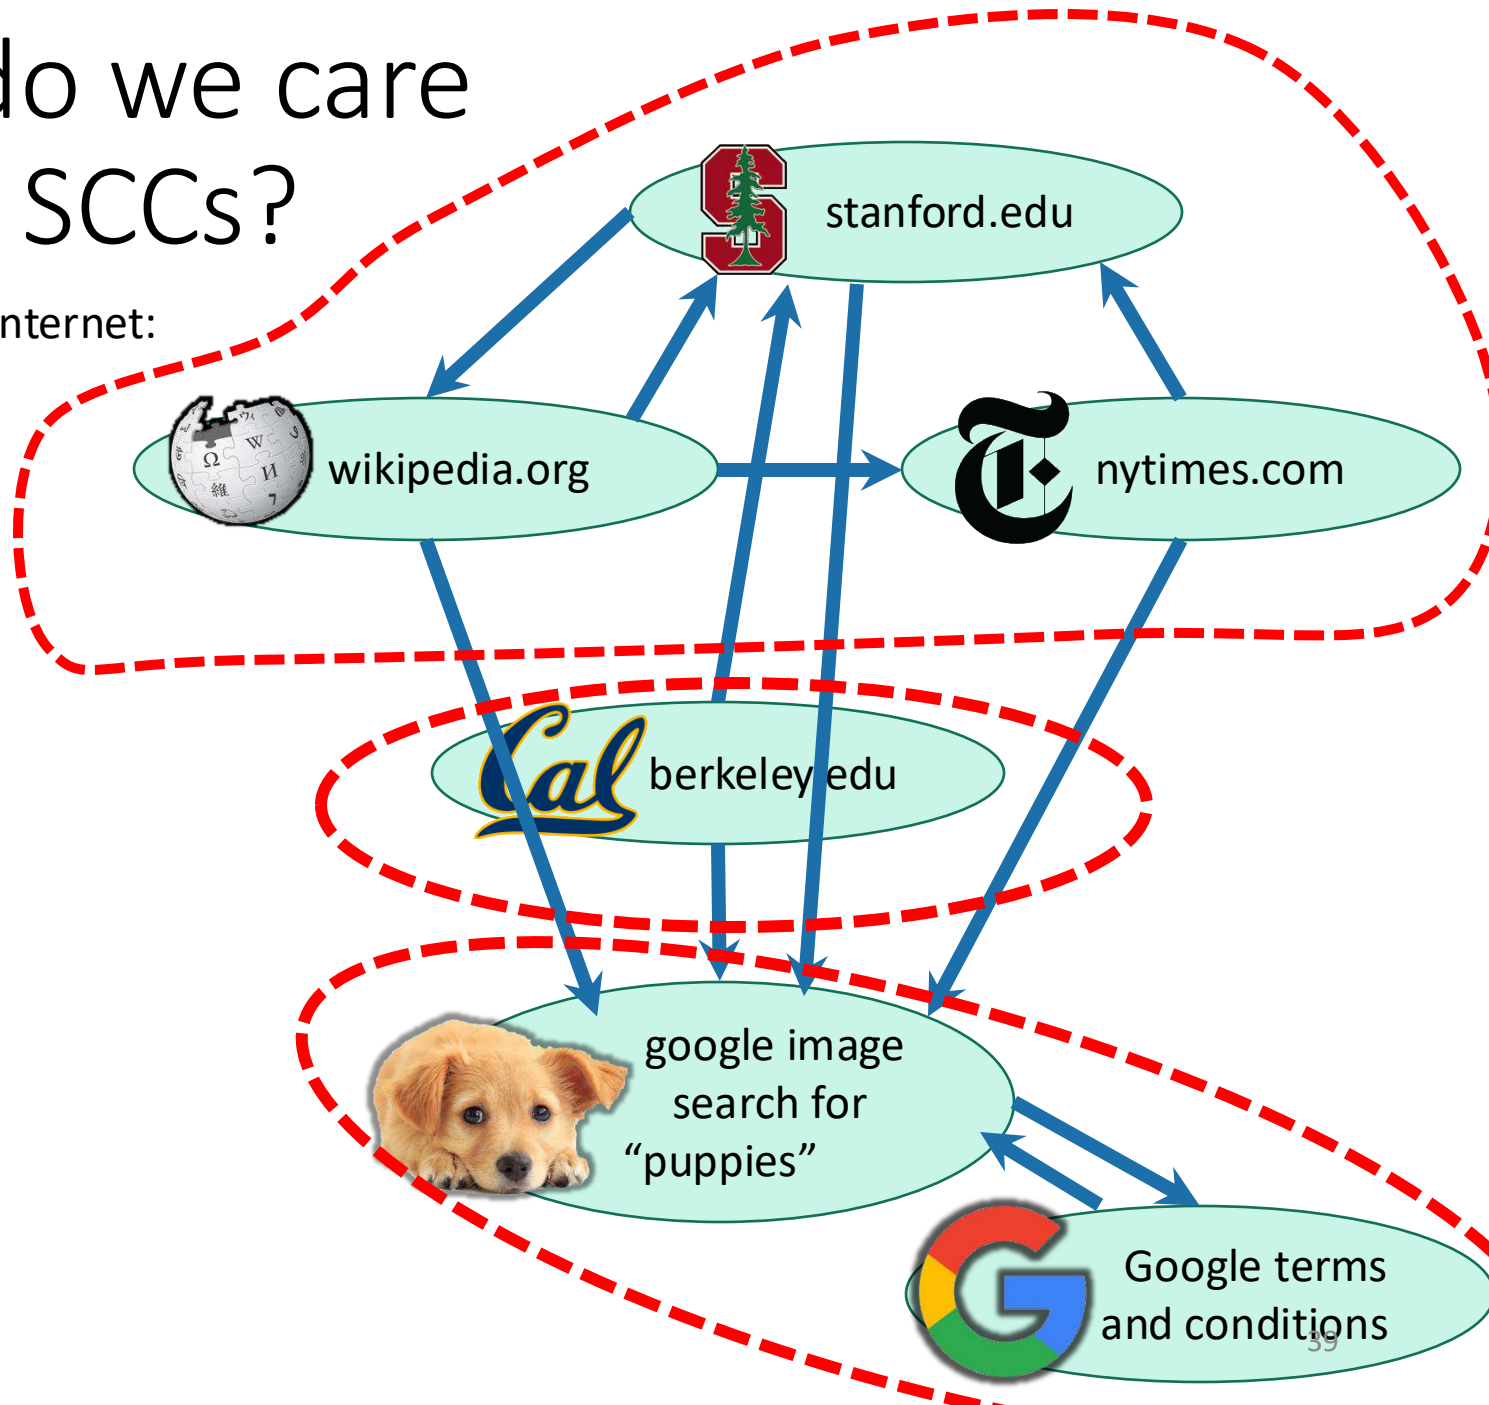 do we care
SCCs?
nternet:
stanford.edu
wikipedia.org
nytimes.com
Cal
berkeley.edu
google image
search for
“puppies”
Google terms
and conditions
39